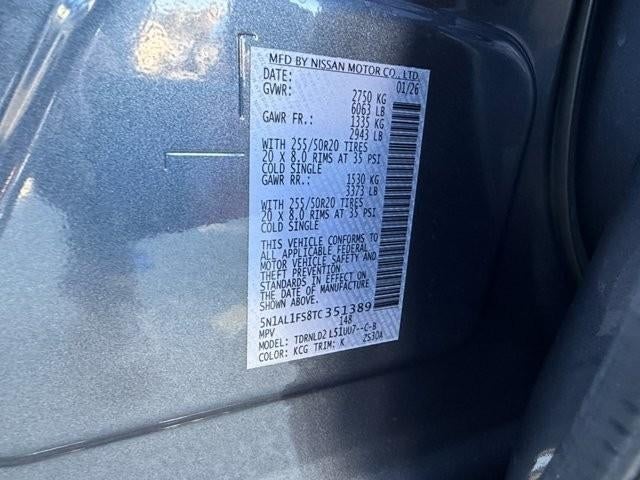 MFD BY NISSAN MOTOR CO., LTD.
DATE: 01/26
GVWR: 2750 KG
6063 LB
GAWR FR.: 1335 KG
2943 LB
WITH 255/50R20 TIRES
20 X 8.0 RIMS AT 35 PSI
COLD SINGLE
GAWR RR.: 1530 KG
3373 LB
WITH 255/50R20 TIRES
20 X 8.0 RIMS AT 35 PSI
COLD SINGLE
THIS VEHICLE CONFORMS TO
ALL APPLICABLE FEDERAL
MOTOR VEHICLE SAFETY AND
THEFT PREVENTION
STANDARDS IN EFFECT ON
THE DATE OF MANUFACTURE
SHOWN ABOVE.
5N1AL1FS8TC351389
MPV 148
MODEL: TDRNLD2 L51UU7--C-B
COLOR: KCG TRIM: K ZS30A